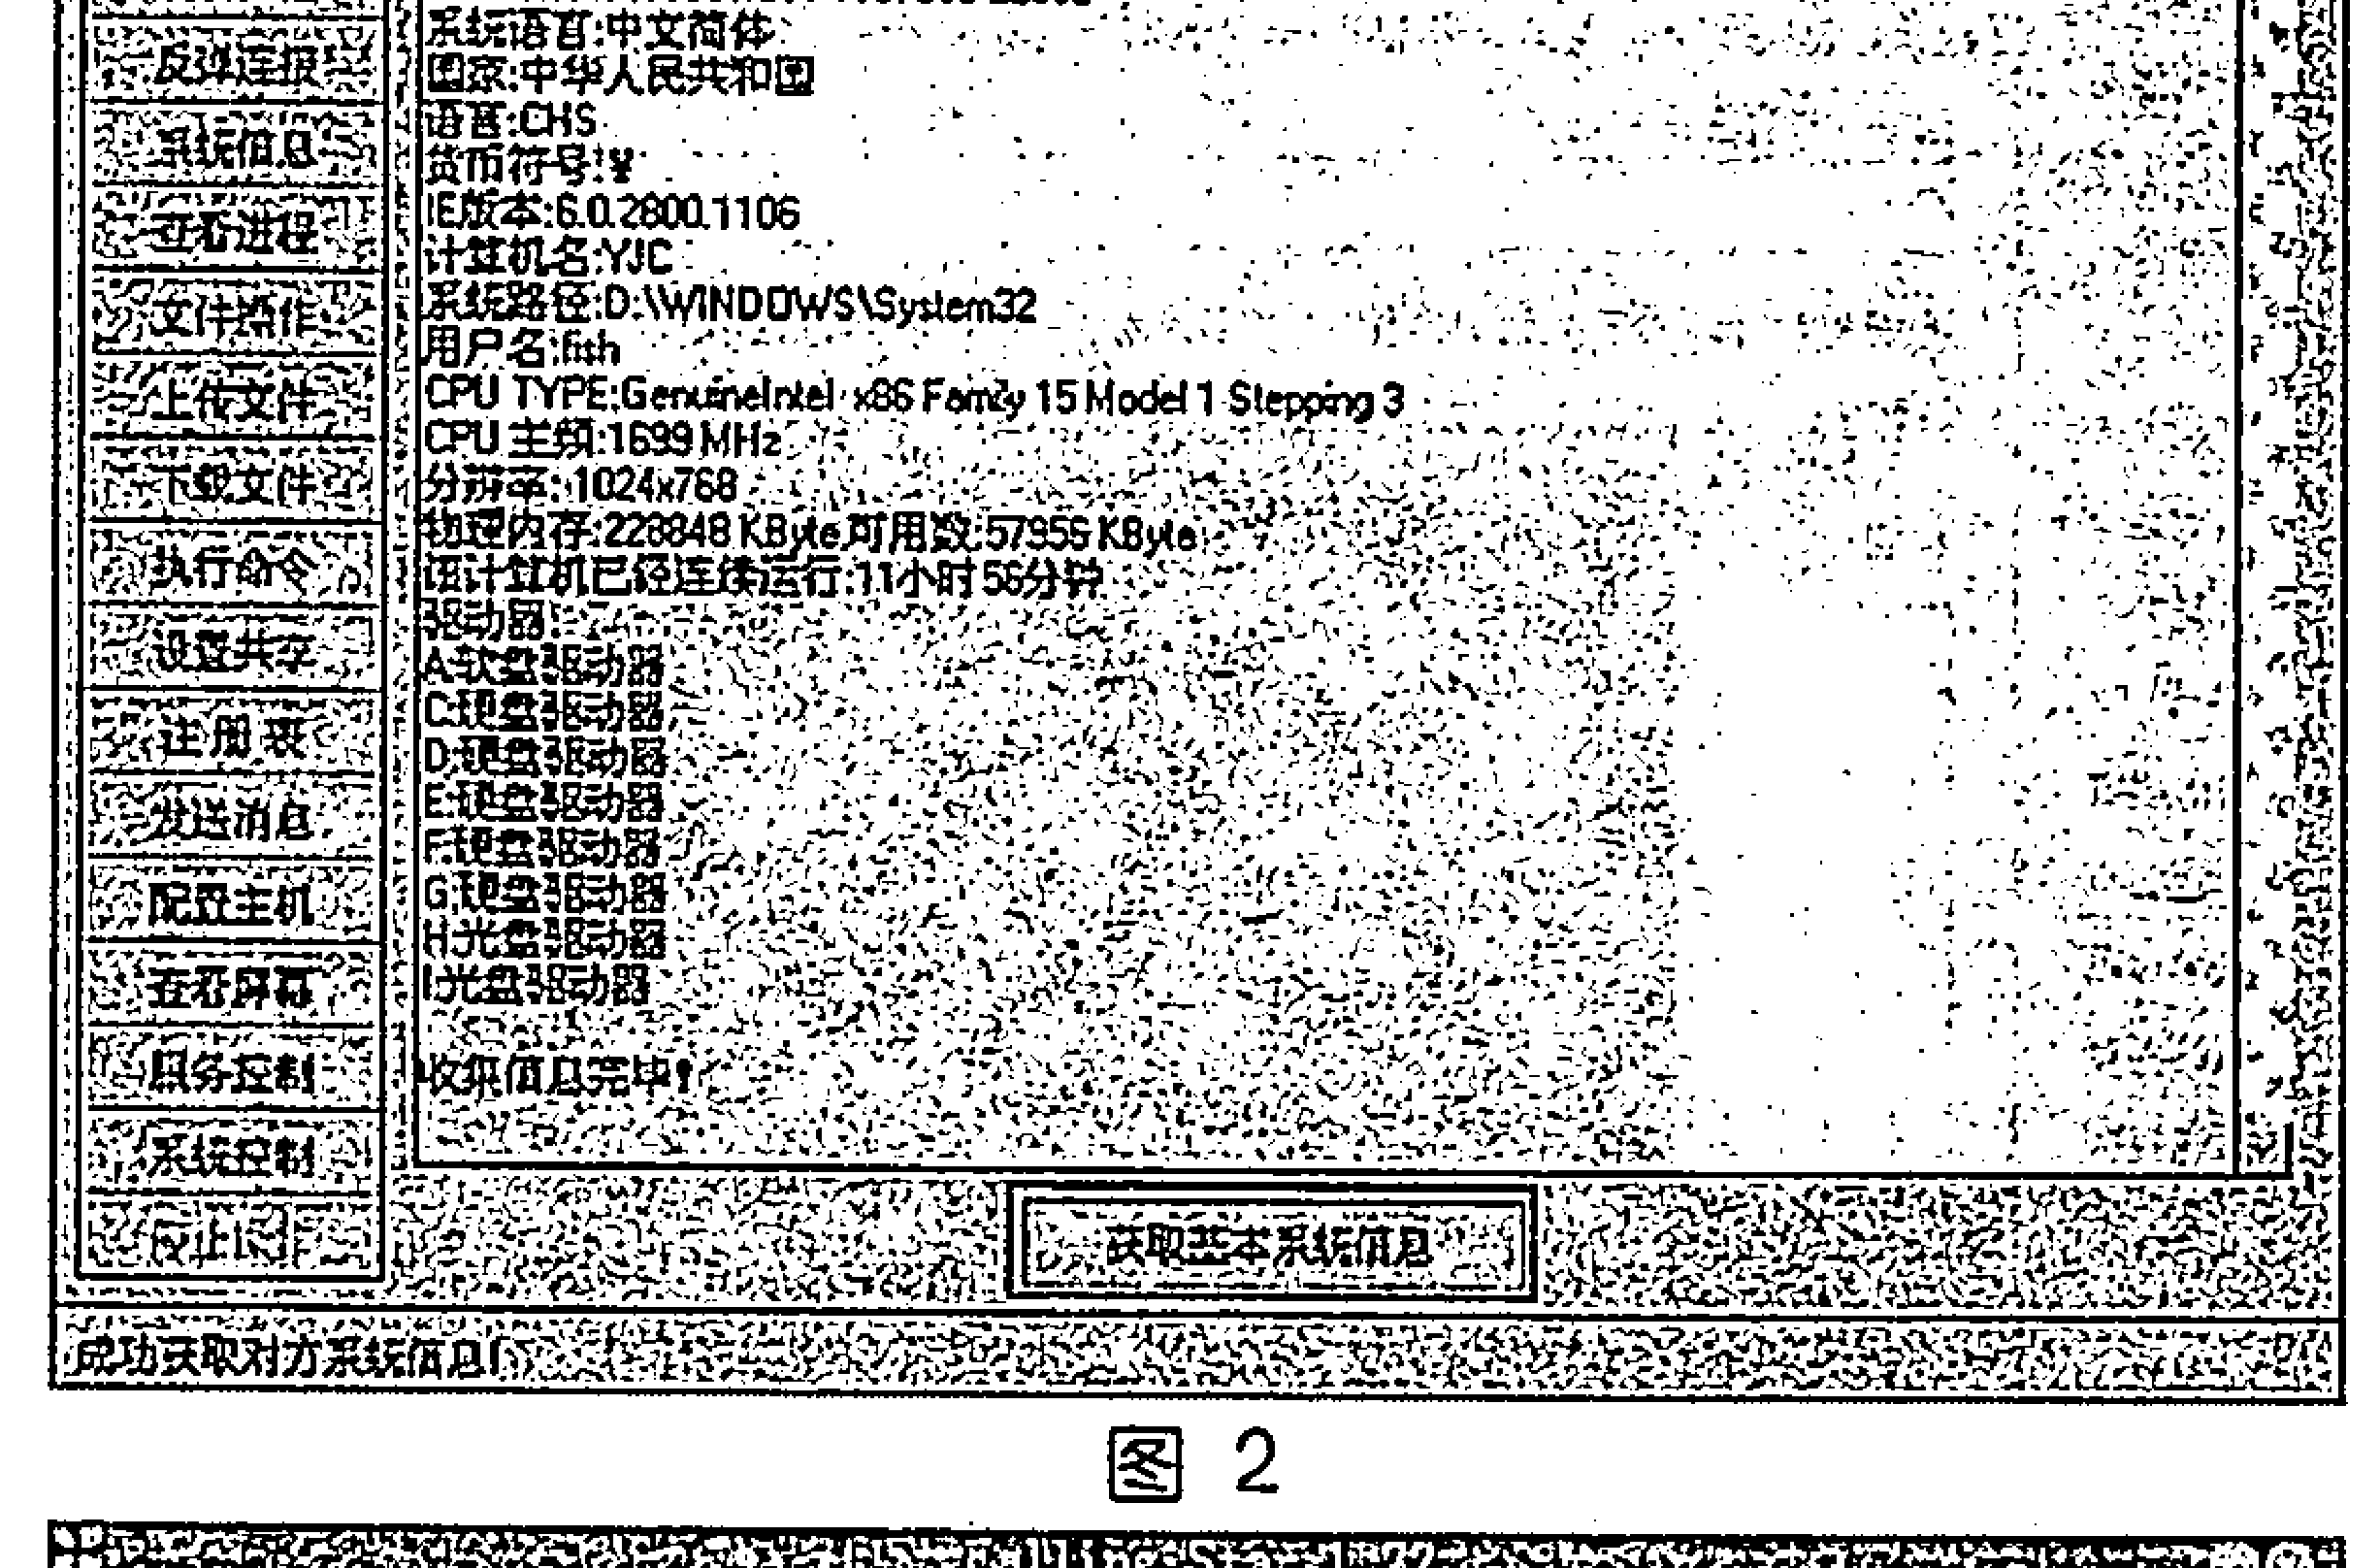 反弹连接
系统信息
查看进程
文件操作
上传文件
下载文件
执行命令
设置共享
注册表
发送消息
配置主机
查看屏幕
服务控制
系统控制
系统语言:中文简体
国家:中华人民共和国
语言:CHS
货币符号:¥
IE版本:6.0.2800.1106
计算机名:YJC
系统路径:D:\WINDOWS\System32
用户名:fith
CPU TYPE:GenuineIntel x86 Family 15 Model 1 Stepping 3
CPU 主频:1699 MHz
分辨率: 1024x768
物理内存:228848 KByte可用数:57956 KByte
该计算机已经连续运行:11小时 56分钟
驱动器:
A:软盘驱动器
C:硬盘驱动器
D:硬盘驱动器
E:硬盘驱动器
F:硬盘驱动器
G:硬盘驱动器
H:光盘驱动器
I:光盘驱动器
收集信息完毕!
获取基本系统信息
成功获取对方系统信息!
图 2